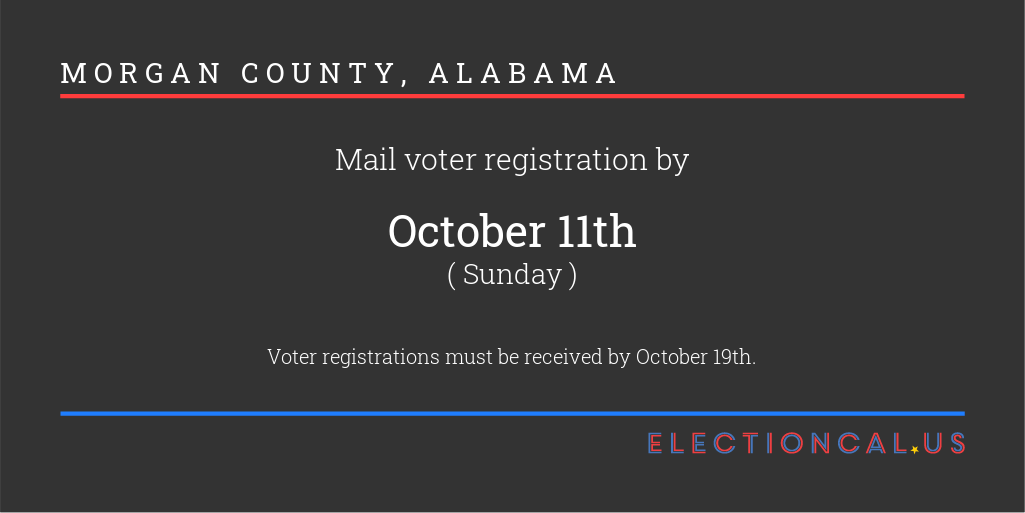 MORGAN COUNTY, ALABAMA
Mail voter registration by
October 11th
( Sunday )
Voter registrations must be received by October 19th.
ELECTIONCAL.US